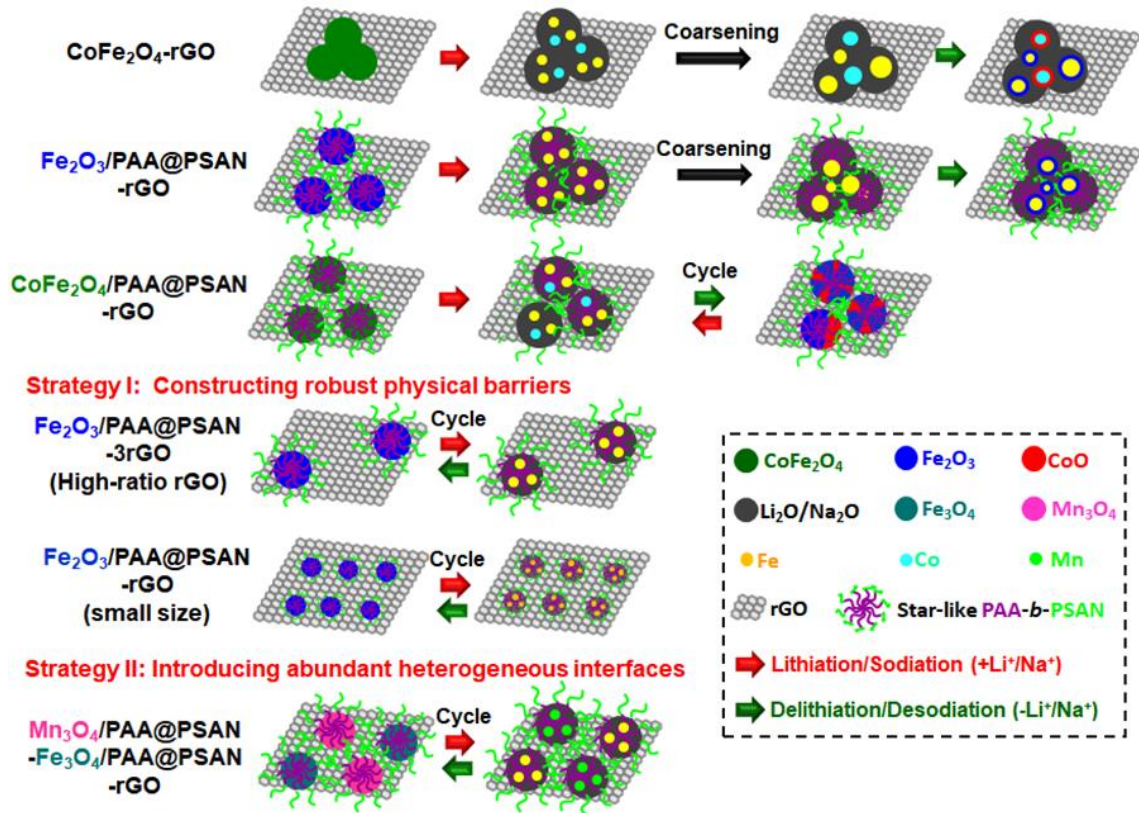 CoFe₂O₄-rGO
Coarsening
Fe₂O₃/PAA@PSAN
-rGO
Coarsening
CoFe₂O₄/PAA@PSAN
-rGO
Cycle
Strategy I: Constructing robust physical barriers
Fe₂O₃/PAA@PSAN
-3rGO
(High-ratio rGO)
Cycle
Fe₂O₃/PAA@PSAN
-rGO
(small size)
Cycle
Strategy II: Introducing abundant heterogeneous interfaces
Mn₃O₄/PAA@PSAN
-Fe₃O₄/PAA@PSAN
-rGO
Cycle
CoFe₂O₄ Fe₂O₃ CoO
Li₂O/Na₂O Fe₃O₄ Mn₃O₄
Fe Co Mn
rGO Star-like PAA-b-PSAN
Lithiation/Sodiation (+Li⁺/Na⁺)
Delithiation/Desodiation (-Li⁺/Na⁺)